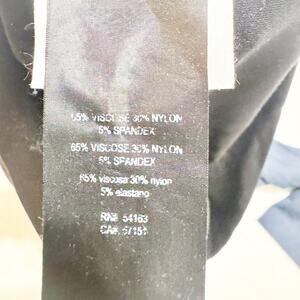 65% VISCOSE 30% NYLON
5% SPANDEX
65% VISCOSE 30% NYLON
5% SPANDEX
65% viscosa 30% nylon
5% elastano
RN# 54163
CA#. 57151